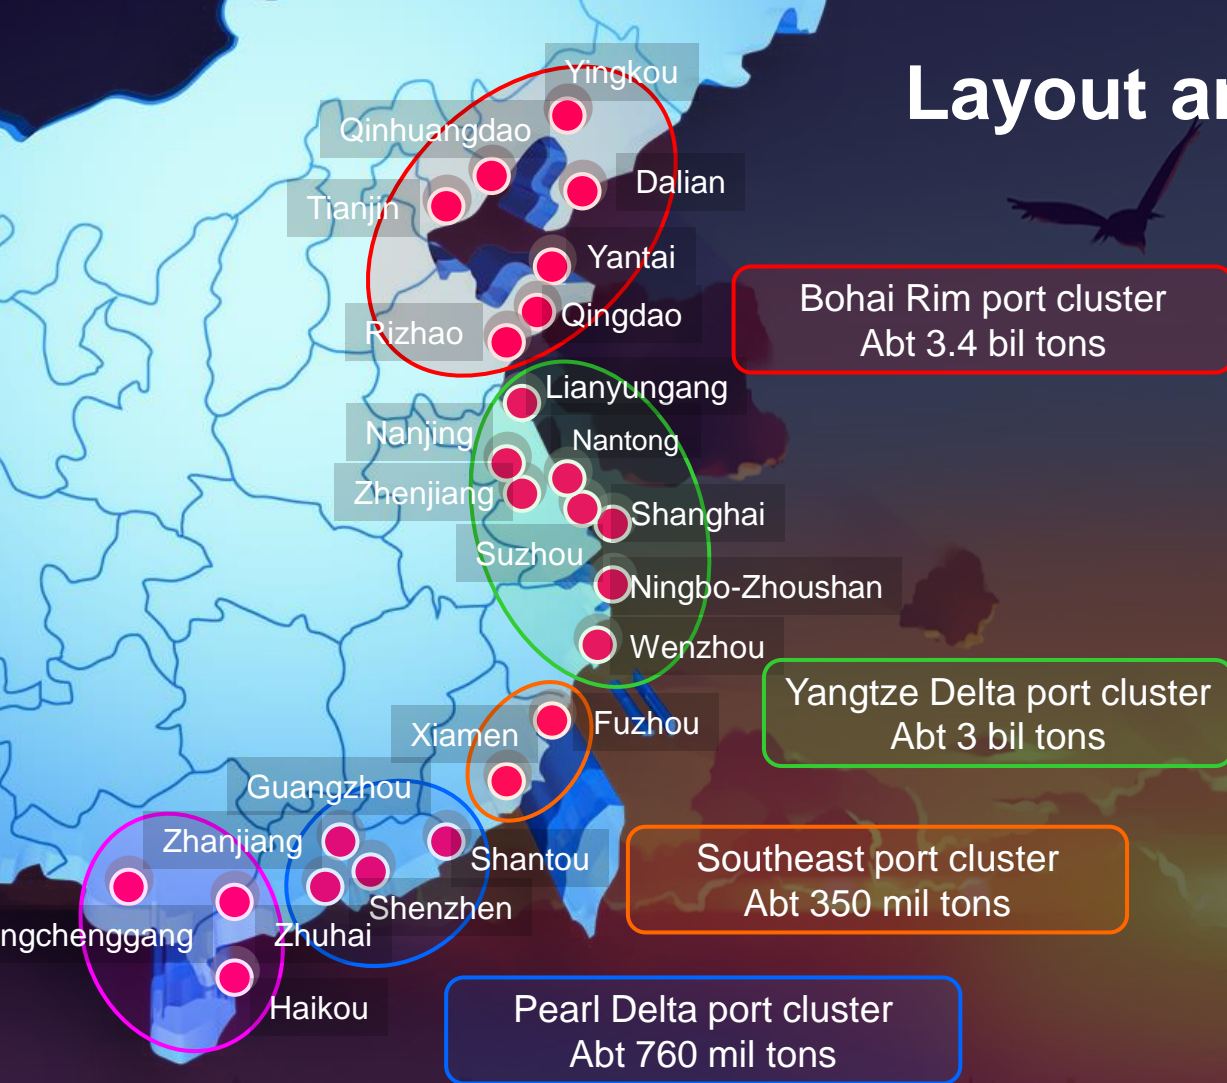 Layout ar
Yingkou
Qinhuangdao
Dalian
Tianjin
Yantai
Bohai Rim port cluster
Abt 3.4 bil tons
Qingdao
Rizhao
Lianyungang
Nanjing
Nantong
Zhenjiang
Shanghai
Suzhou
Ningbo-Zhoushan
Wenzhou
Yangtze Delta port cluster
Abt 3 bil tons
Fuzhou
Xiamen
Guangzhou
Zhanjiang
Shantou
Southeast port cluster
Abt 350 mil tons
Shenzhen
ngchenggang
Zhuhai
Haikou
Pearl Delta port cluster
Abt 760 mil tons